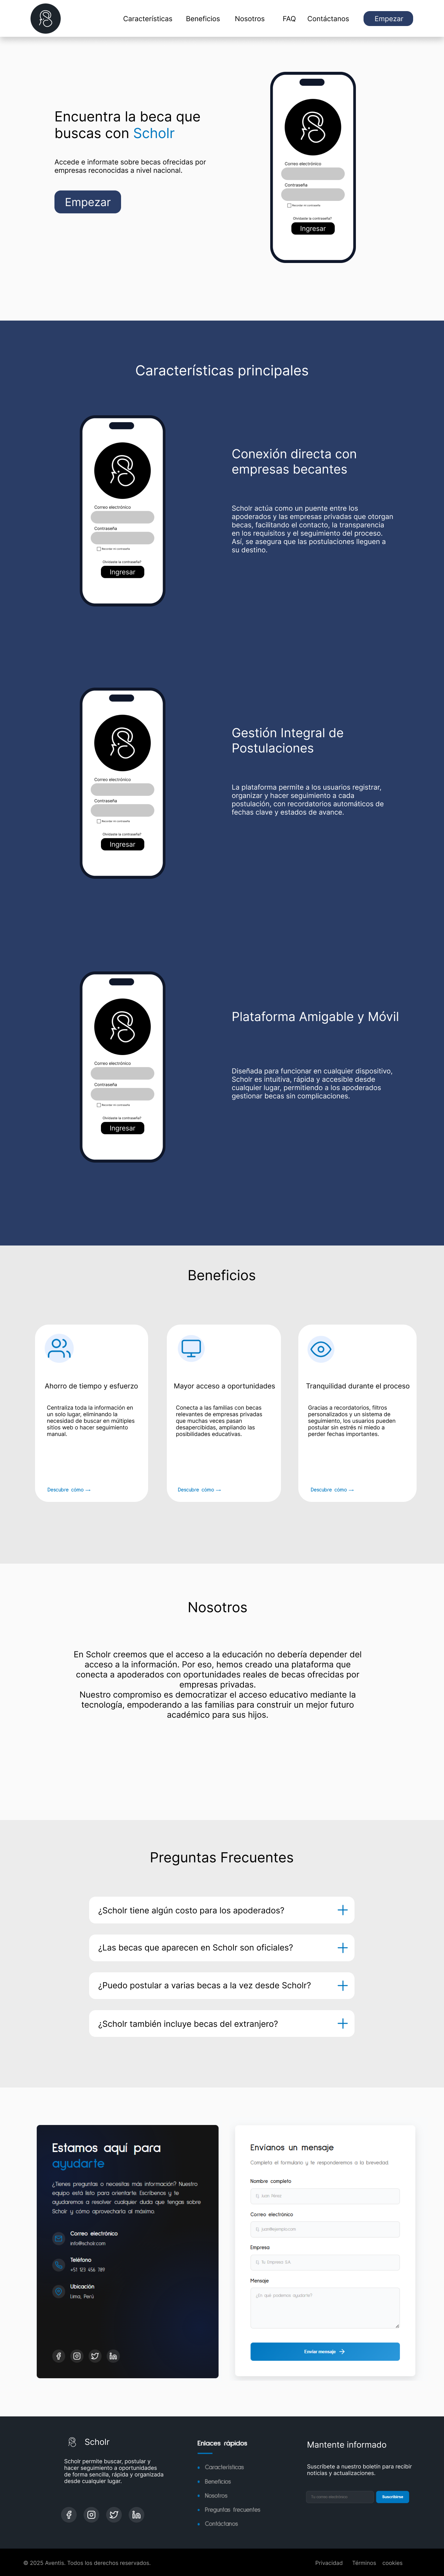 Características Beneficios Nosotros FAQ Contáctanos Empezar
Encuentra la beca que
buscas con Scholr
Accede e informate sobre becas ofrecidas por
empresas reconocidas a nivel nacional.
Empezar
Correo electrónico
Contraseña
Recordar mi contraseña
Olvidaste la contraseña?
Ingresar
Características principales
Correo electrónico
Contraseña
Recordar mi contraseña
Olvidaste la contraseña?
Ingresar
Conexión directa con
empresas becantes
Scholr actúa como un puente entre los
apoderados y las empresas privadas que otorgan
becas, facilitando el contacto, la transparencia
en los requisitos y el seguimiento del proceso.
Así, se asegura que las postulaciones lleguen a
su destino.
Correo electrónico
Contraseña
Recordar mi contraseña
Olvidaste la contraseña?
Ingresar
Gestión Integral de
Postulaciones
La plataforma permite a los usuarios registrar,
organizar y hacer seguimiento a cada
postulación, con recordatorios automáticos de
fechas clave y estados de avance.
Correo electrónico
Contraseña
Recordar mi contraseña
Olvidaste la contraseña?
Ingresar
Plataforma Amigable y Móvil
Diseñada para funcionar en cualquier dispositivo,
Scholr es intuitiva, rápida y accesible desde
cualquier lugar, permitiendo a los apoderados
gestionar becas sin complicaciones.
Beneficios
Ahorro de tiempo y esfuerzo
Centraliza toda la información en
un solo lugar, eliminando la
necesidad de buscar en múltiples
sitios web o hacer seguimiento
manual.
Descubre como →
Mayor acceso a oportunidades
Conecta a las familias con becas
relevantes de empresas privadas
que muchas veces pasan
desapercibidas, ampliando las
posibilidades educativas.
Descubre como →
Tranquilidad durante el proceso
Gracias a recordatorios, filtros
personalizados y un sistema de
seguimiento, los usuarios pueden
postular sin estrés ni miedo a
perder fechas importantes.
Descubre como →
Nosotros
En Scholr creemos que el acceso a la educación no debería depender del
acceso a la información. Por eso, hemos creado una plataforma que
conecta a apoderados con oportunidades reales de becas ofrecidas por
empresas privadas.
Nuestro compromiso es democratizar el acceso educativo mediante la
tecnología, empoderando a las familias para construir un mejor futuro
académico para sus hijos.
Preguntas Frecuentes
¿Scholr tiene algún costo para los apoderados?
¿Las becas que aparecen en Scholr son oficiales?
¿Puedo postular a varias becas a la vez desde Scholr?
¿Scholr también incluye becas del extranjero?
Estamos aquí para
ayudarte
¿Tienes preguntas o necesitas más información? Nuestro
equipo está listo para orientarte. Escríbenos y te
ayudaremos a resolver cualquier duda que tengas sobre
Scholr y cómo aprovecharla al máximo.
Correo electrónico
info@scholr.com
Teléfono
+51 123 456 789
Ubicación
Lima, Perú
Envíanos un mensaje
Completa el formulario y te responderemos a la brevedad.
Nombre completo
Ej. Juan Pérez
Correo electrónico
Ej. juan@ejemplo.com
Empresa
Ej. Tu Empresa S.A.
Mensaje
¿En qué podemos ayudarte?
Enviar mensaje →
Scholr
Scholr permite buscar, postular y
hacer seguimiento a oportunidades
de forma sencilla, rápida y organizada
desde cualquier lugar.
Enlaces rápidos
Características
Beneficios
Nosotros
Preguntas frecuentes
Contáctanos
Mantente informado
Suscríbete a nuestro boletín para recibir
noticias y actualizaciones.
Tu correo electrónico
Suscribirse
© 2025 Aventis. Todos los derechos reservados.
Privacidad Términos cookies